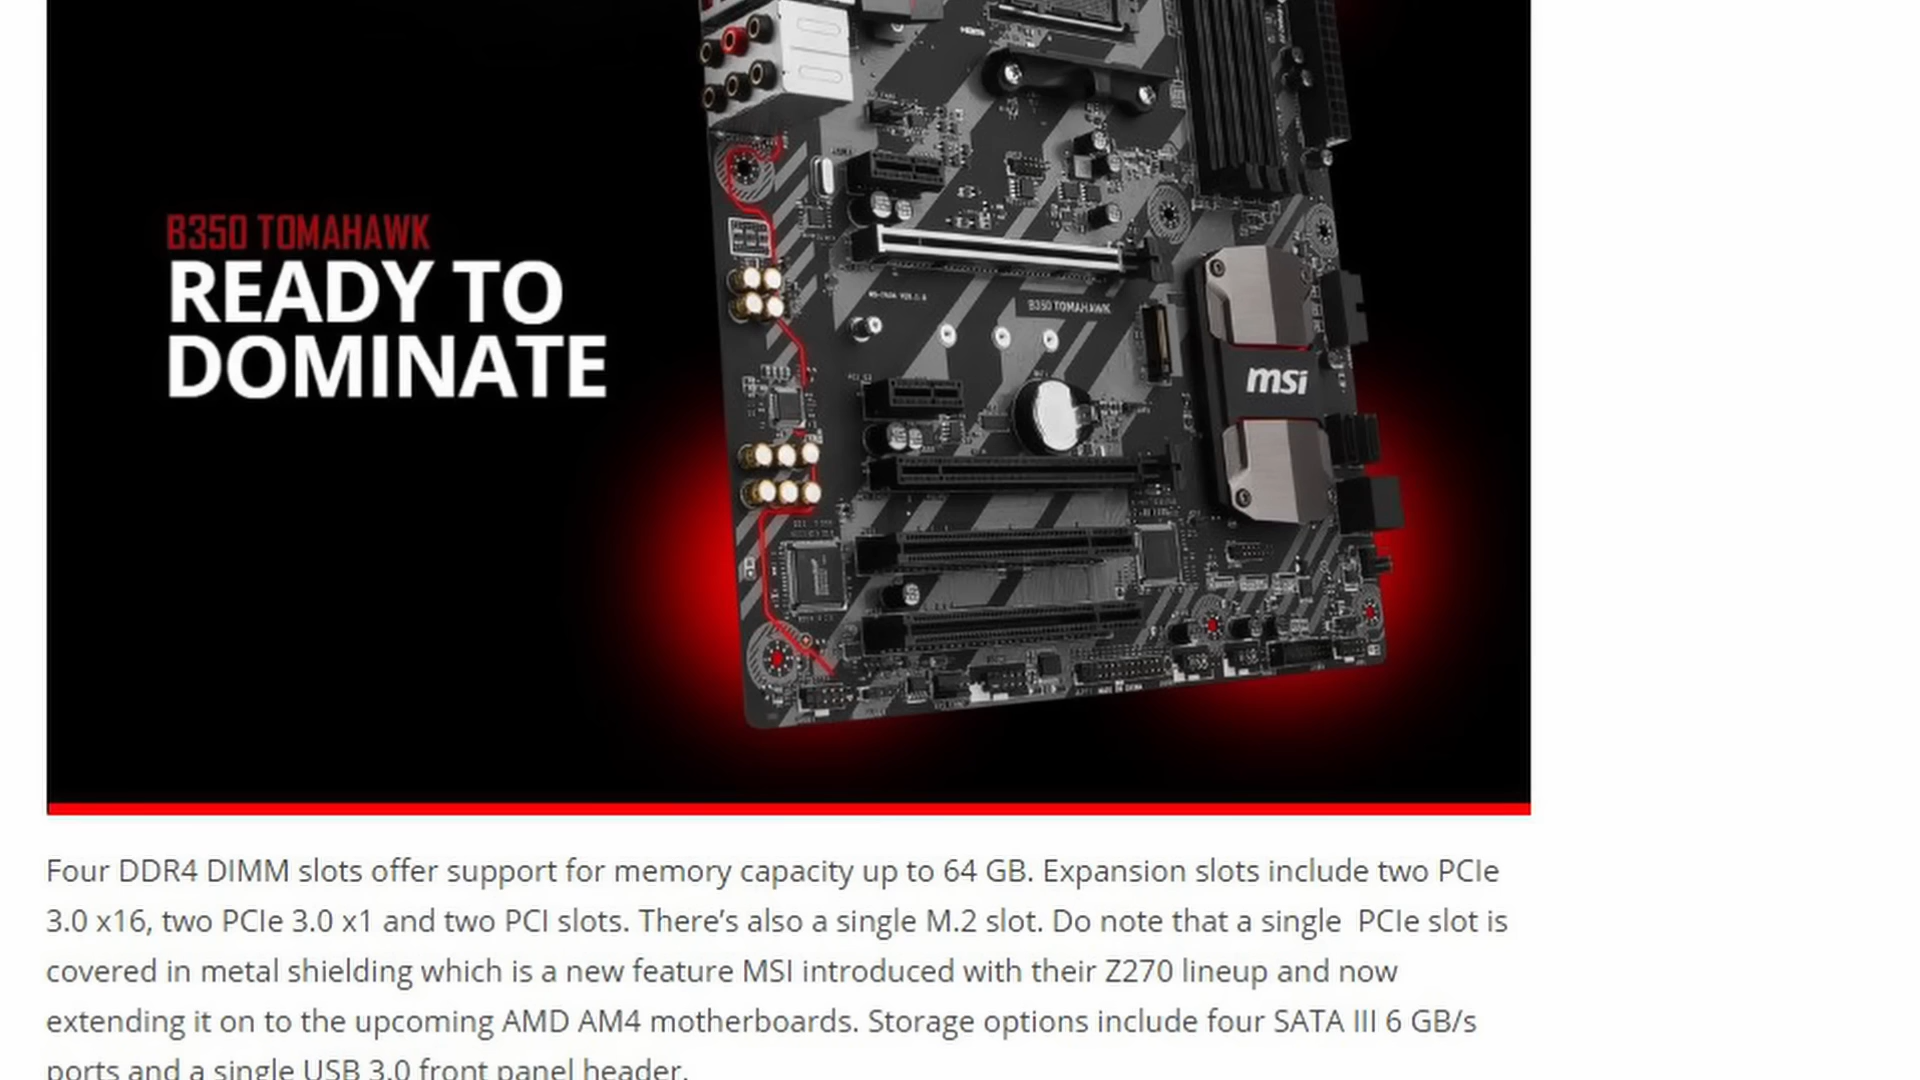 B350 TOMAHAWK
READY TO
DOMINATE
B350 TOMAHAWK
msi
Four DDR4 DIMM slots offer support for memory capacity up to 64 GB. Expansion slots include two PCIe
3.0 x16, two PCIe 3.0 x1 and two PCI slots. There’s also a single M.2 slot. Do note that a single  PCIe slot is
covered in metal shielding which is a new feature MSI introduced with their Z270 lineup and now
extending it on to the upcoming AMD AM4 motherboards. Storage options include four SATA III 6 GB/s
ports and a single USB 3.0 front panel header.